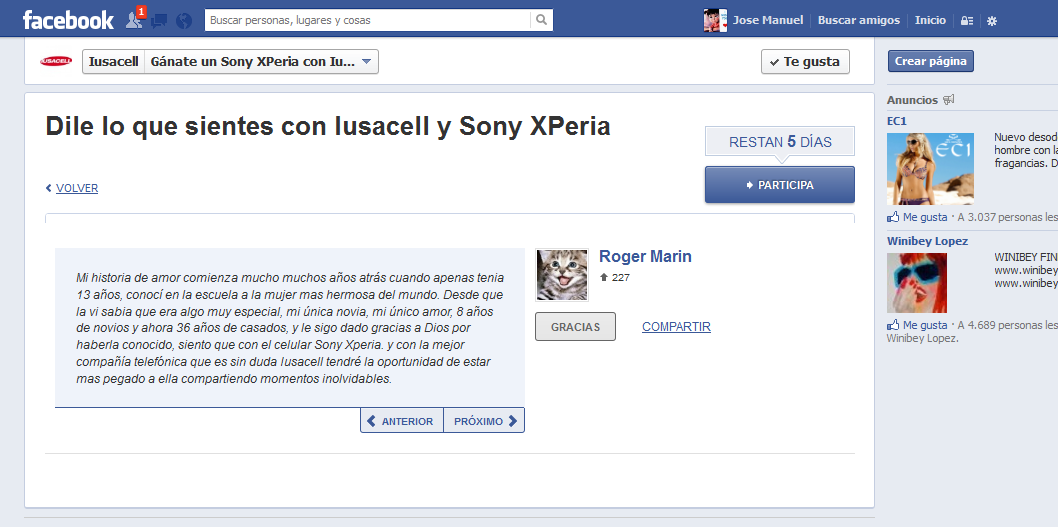 facebook
1
Buscar personas, lugares y cosas
Jose Manuel
Buscar amigos
Inicio
IUSACELL
Iusacell
Gánate un Sony XPeria con Iu...
Te gusta
Crear página
Dile lo que sientes con Iusacell y Sony XPeria
RESTAN 5 DÍAS
PARTICIPA
VOLVER
Mi historia de amor comienza mucho muchos años atrás cuando apenas tenia
13 años, conocí en la escuela a la mujer mas hermosa del mundo. Desde que
la vi sabia que era algo muy especial, mi única novia, mi único amor, 8 años
de novios y ahora 36 años de casados, y le sigo dado gracias a Dios por
haberla conocido, siento que con el celular Sony Xperia. y con la mejor
compañía telefónica que es sin duda Iusacell tendré la oportunidad de estar
mas pegado a ella compartiendo momentos inolvidables.
ANTERIOR
PRÓXIMO
Roger Marin
227
GRACIAS
COMPARTIR
Anuncios
EC1
EC1
Nuevo desod
hombre con la
fragancias. D
Me gusta · A 3.037 personas les
Winibey Lopez
WINIBEY FIN
www.winibey
www.winibey
Me gusta · A 4.689 personas les
Winibey Lopez.